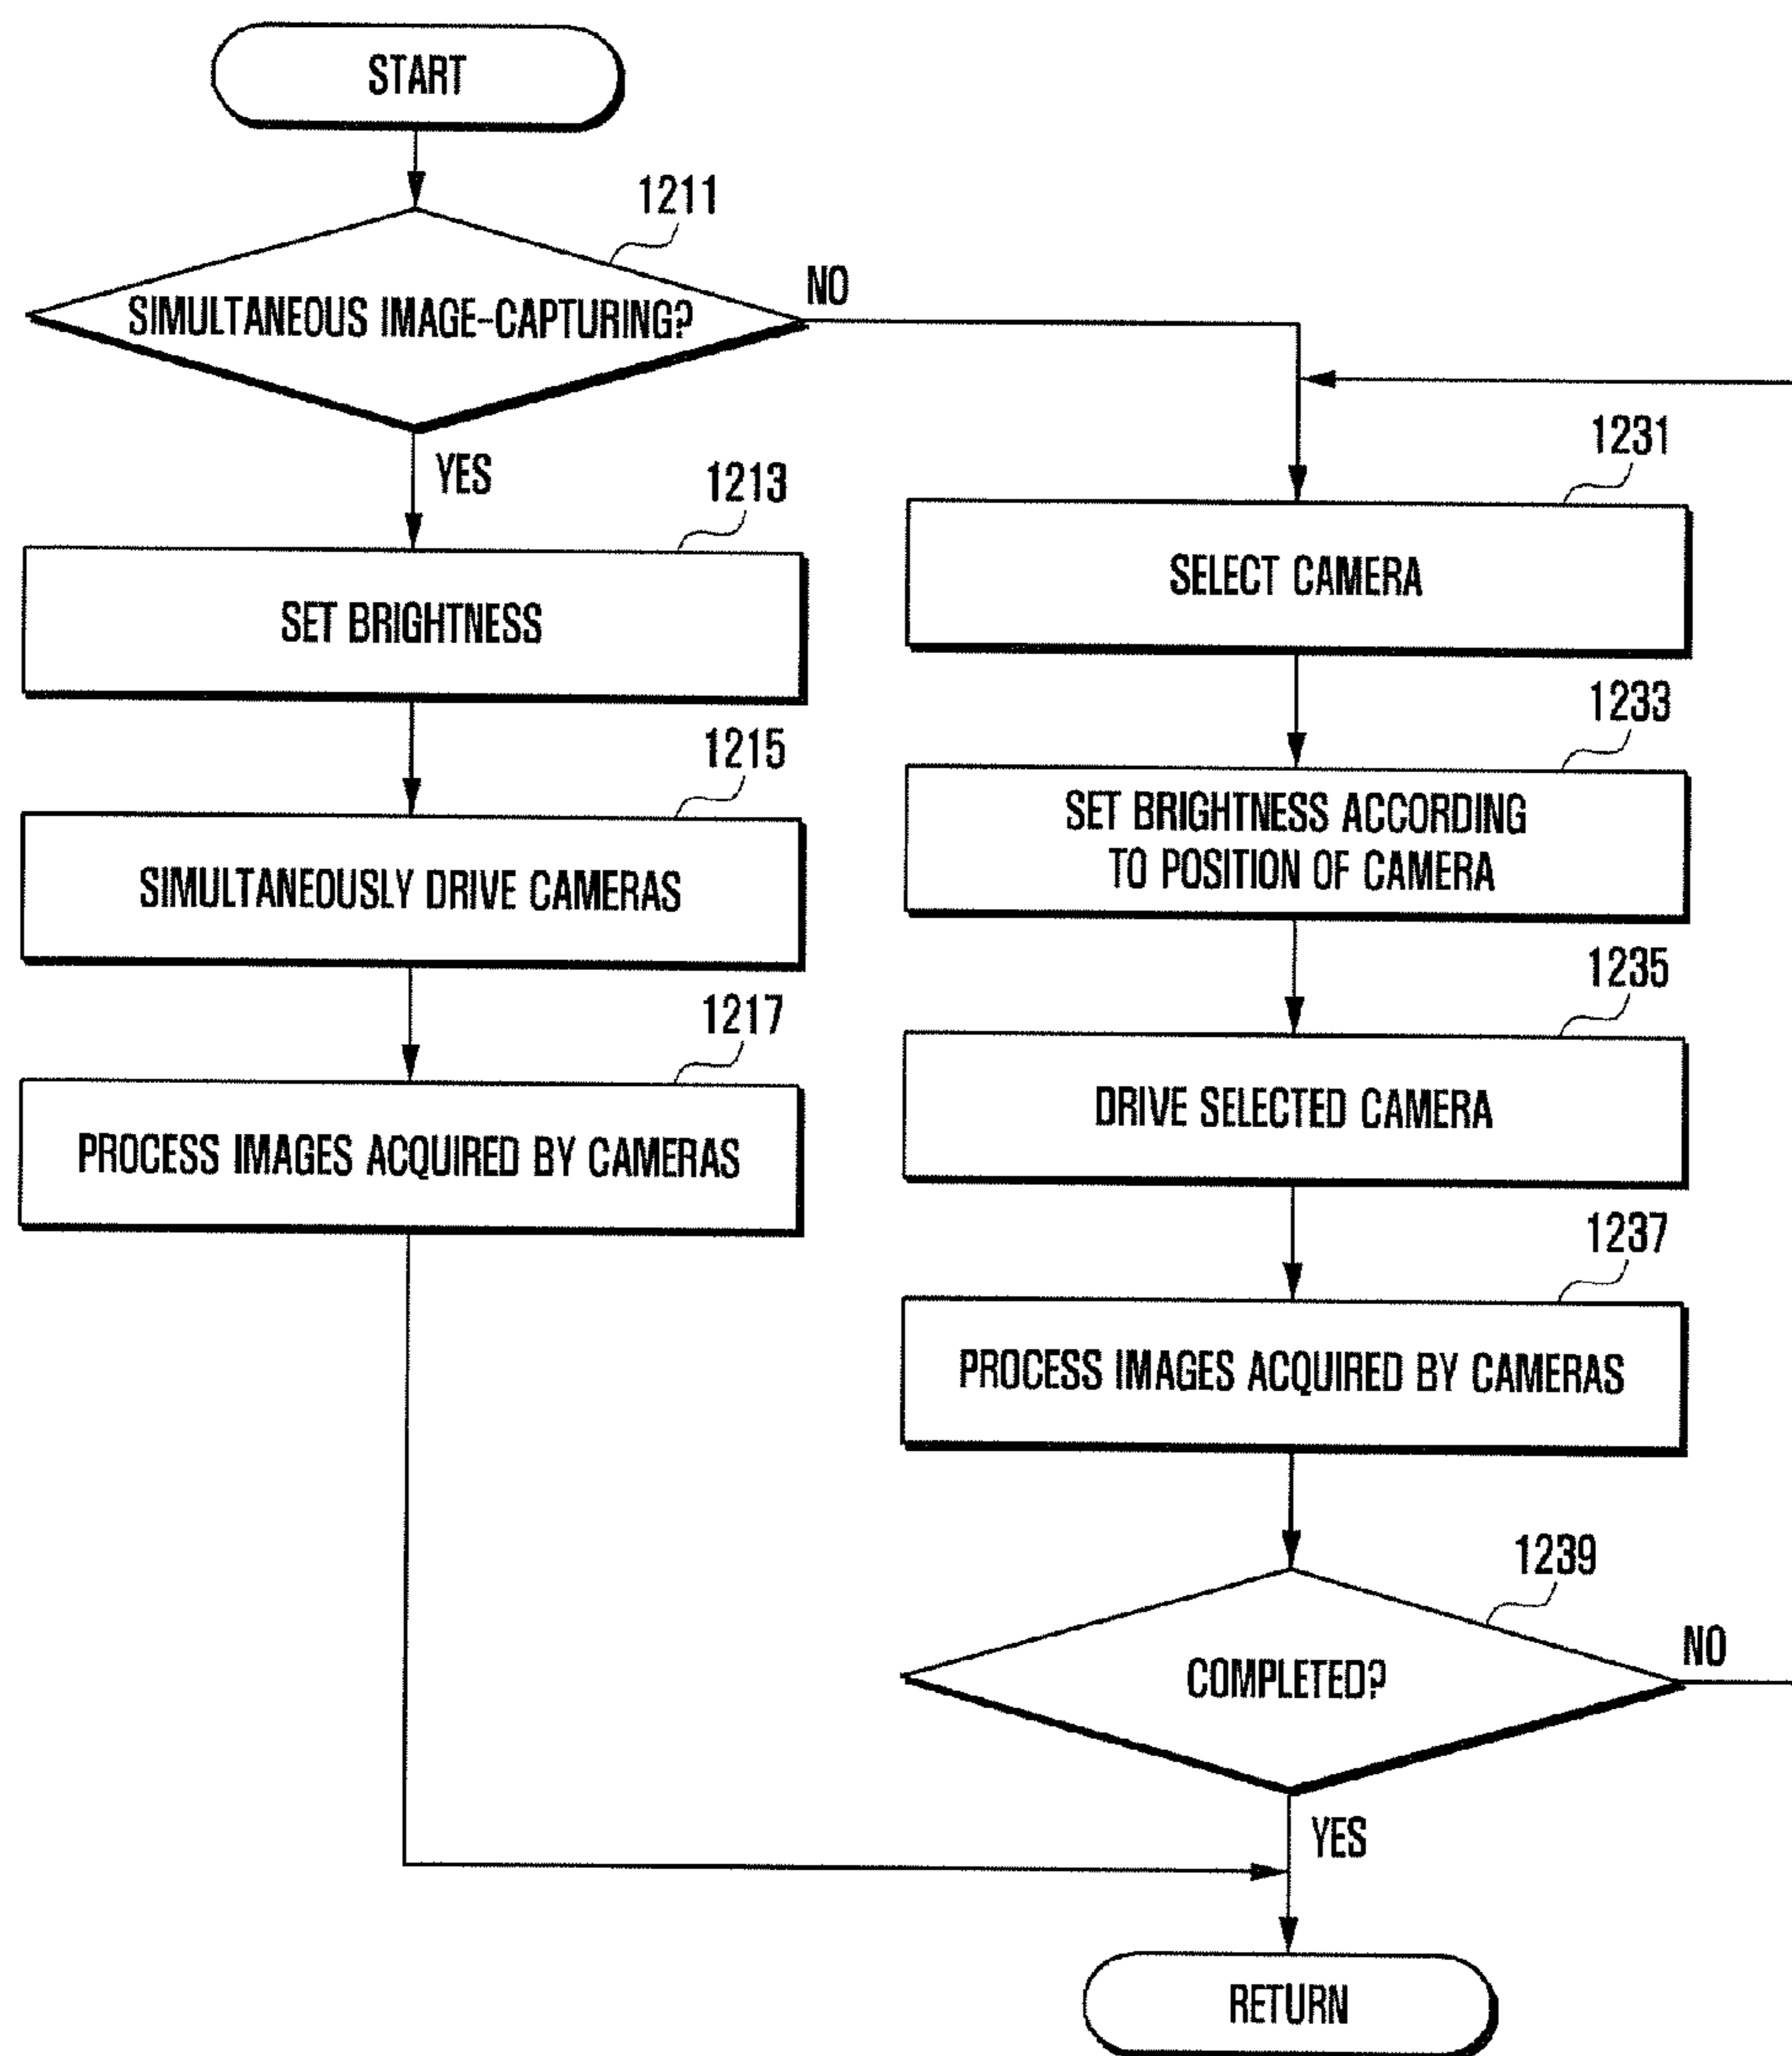 START
1211
SIMULTANEOUS IMAGE-CAPTURING?
NO
YES
1213
SET BRIGHTNESS
1215
SIMULTANEOUSLY DRIVE CAMERAS
1217
PROCESS IMAGES ACQUIRED BY CAMERAS
1231
SELECT CAMERA
1233
SET BRIGHTNESS ACCORDING
TO POSITION OF CAMERA
1235
DRIVE SELECTED CAMERA
1237
PROCESS IMAGES ACQUIRED BY CAMERAS
1239
COMPLETED?
NO
YES
RETURN